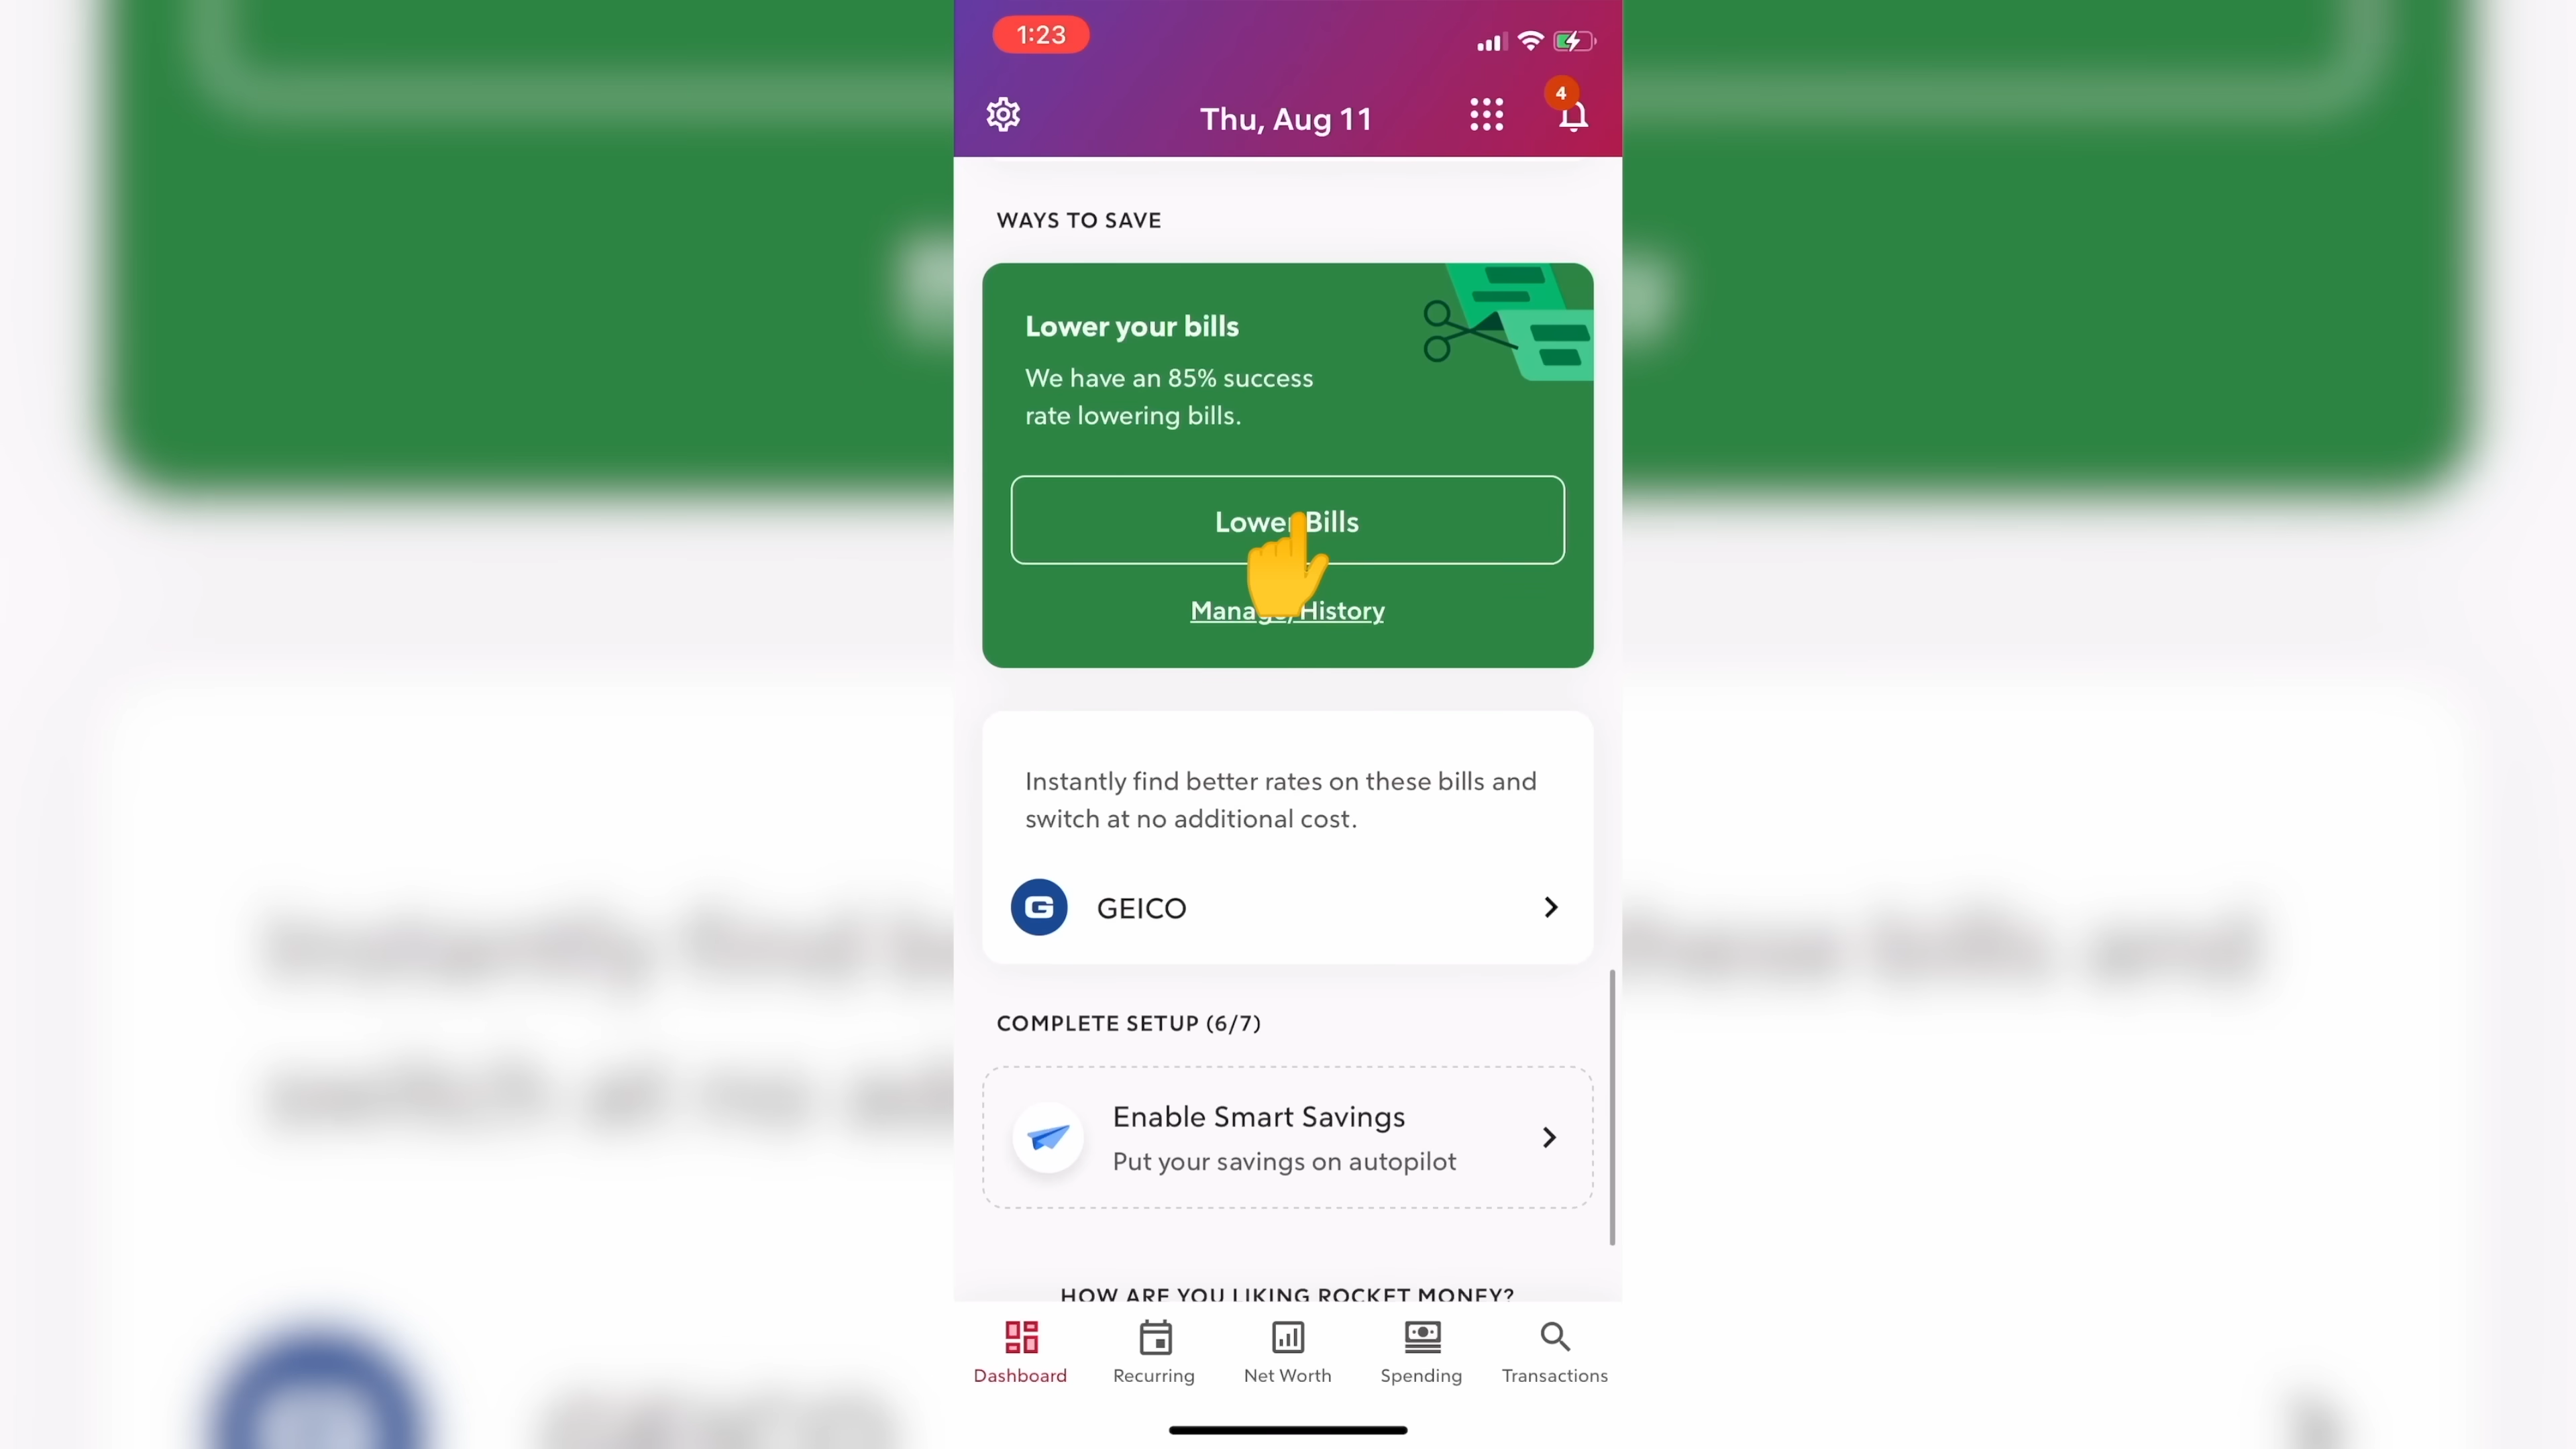 1:23
Thu, Aug 11
4
WAYS TO SAVE
Lower your bills
We have an 85% success
rate lowering bills.
Lower Bills
Manage/History
Instantly find better rates on these bills and
switch at no additional cost.
G GEICO
COMPLETE SETUP (6/7)
Enable Smart Savings
Put your savings on autopilot
HOW ARE YOU LIKING ROCKET MONEY?
Dashboard Recurring Net Worth Spending Transactions